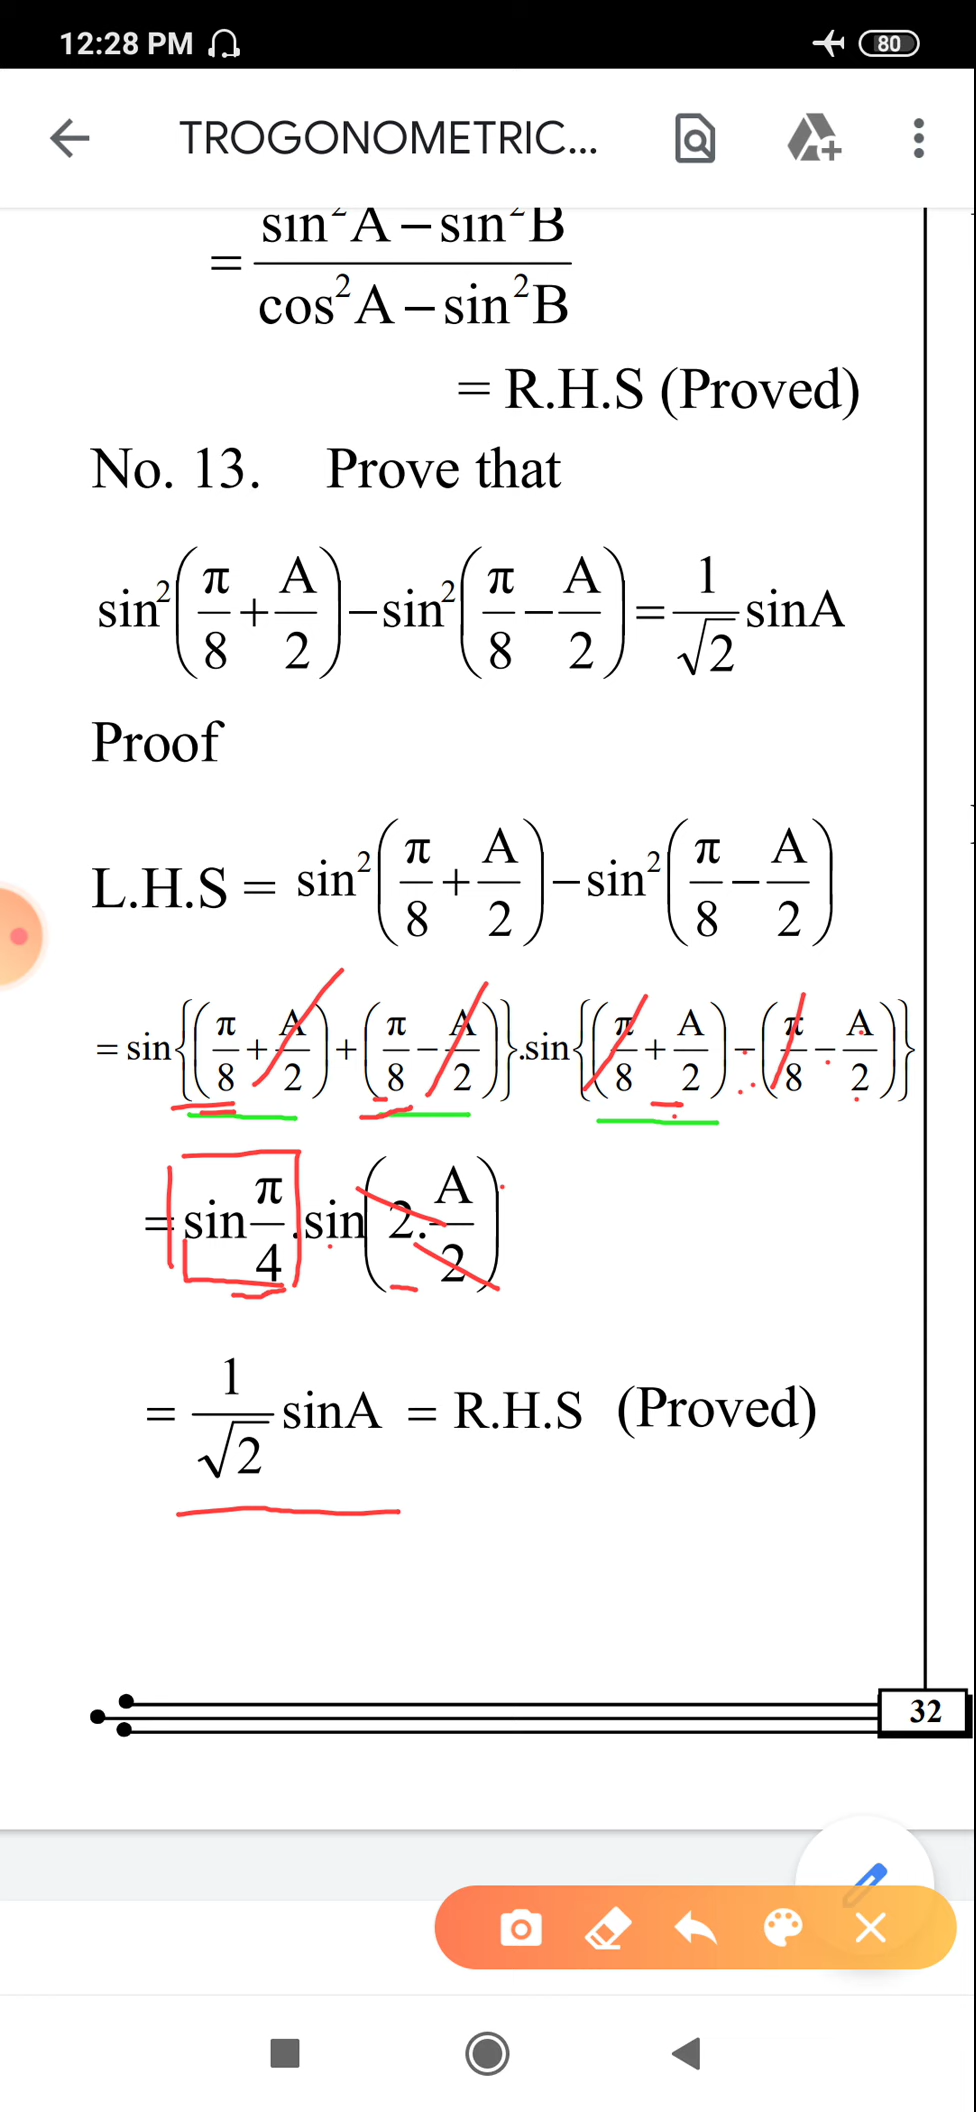 12:28 PM 80
TROGONOMETRIC...
= (sin²A – sin²B)/(cos²A – sin²B)
= R.H.S (Proved)
No. 13. Prove that
sin²(π/8 + A/2) – sin²(π/8 – A/2) = 1/√2 sinA
Proof
L.H.S = sin²(π/8 + A/2) – sin²(π/8 – A/2)
= sin{(π/8 + A/2) + (π/8 – A/2)}.sin{(π/8 + A/2) – (π/8 – A/2)}
= sin π/4 .sin(2. A/2)
= 1/√2 sinA = R.H.S (Proved)
32